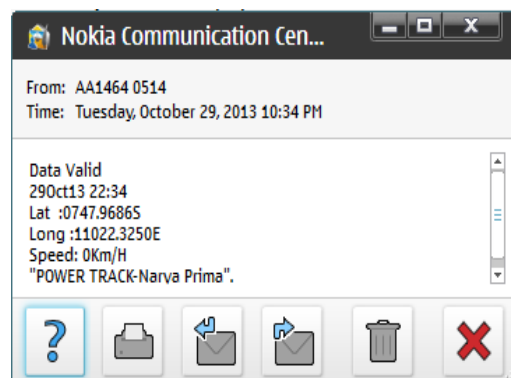 Nokia Communication Cen...
From: AA1464 0514
Time: Tuesday, October 29, 2013 10:34 PM
Data Valid
29Oct13 22:34
Lat :0747.9686S
Long :11022.3250E
Speed: 0Km/H
"POWER TRACK-Narya Prima".